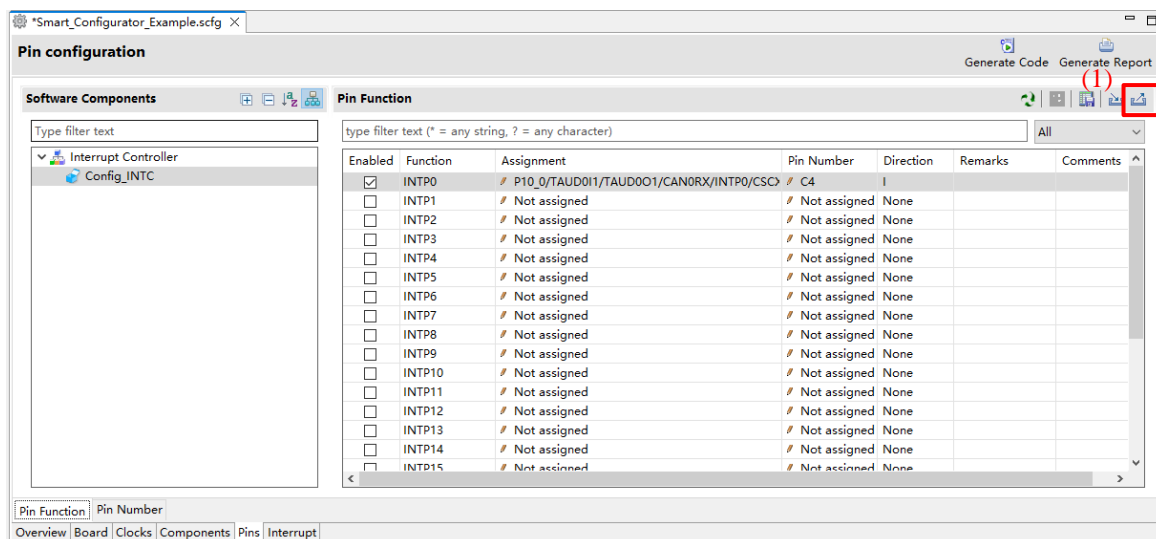 *Smart_Configurator_Example.scfg
Pin configuration
Generate Code Generate Report
(1)
Software Components
Pin Function
Type filter text
type filter text (* = any string, ? = any character)
All
Interrupt Controller
Config_INTC
Enabled Function Assignment Pin Number Direction Remarks Comments
INTP0 P10_0/TAUD0I1/TAUD0O1/CAN0RX/INTP0/CSCX C4 I
INTP1 Not assigned Not assigned None
INTP2 Not assigned Not assigned None
INTP3 Not assigned Not assigned None
INTP4 Not assigned Not assigned None
INTP5 Not assigned Not assigned None
INTP6 Not assigned Not assigned None
INTP7 Not assigned Not assigned None
INTP8 Not assigned Not assigned None
INTP9 Not assigned Not assigned None
INTP10 Not assigned Not assigned None
INTP11 Not assigned Not assigned None
INTP12 Not assigned Not assigned None
INTP13 Not assigned Not assigned None
INTP14 Not assigned Not assigned None
INTP15 Not assigned Not assigned None
Pin Function Pin Number
Overview Board Clocks Components Pins Interrupt